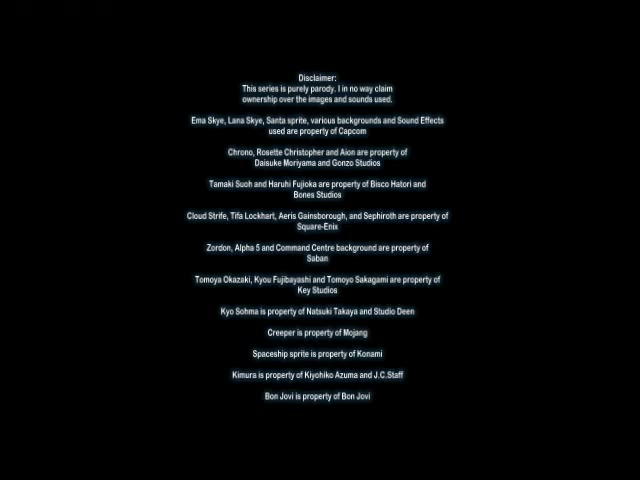 Disclaimer:
This series is purely parody. I in no way claim
ownership over the images and sounds used.
Ema Skye, Lana Skye, Santa sprite, various backgrounds and Sound Effects
used are property of Capcom
Chrono, Rosette Christopher and Aion are property of
Daisuke Moriyama and Gonzo Studios
Tamaki Suoh and Haruhi Fujioka are property of Bisco Hatori and
Bones Studios
Cloud Strife, Tifa Lockhart, Aeris Gainsborough, and Sephiroth are property of
Square-Enix
Zordon, Alpha 5 and Command Centre background are property of
Saban
Tomoya Okazaki, Kyou Fujibayashi and Tomoyo Sakagami are property of
Key Studios
Kyo Sohma is property of Natsuki Takaya and Studio Deen
Creeper is property of Mojang
Spaceship sprite is property of Konami
Kimura is property of Kiyohiko Azuma and J.C.Staff
Bon Jovi is property of Bon Jovi